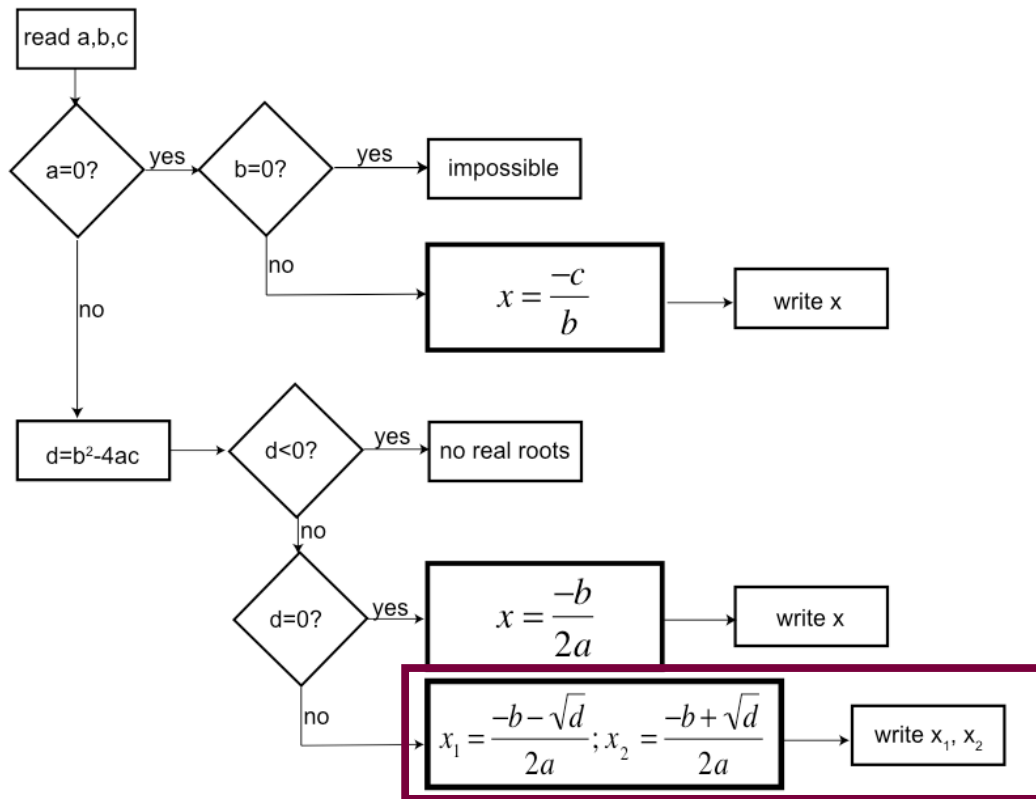 read a,b,c
a=0?
yes
b=0?
yes
impossible
no
x = -c/b
write x
no
d=b²-4ac
d<0?
yes
no real roots
no
d=0?
yes
x = -b/2a
write x
no
x₁ = -b-√d/2a ; x₂ = -b+√d/2a
write x₁, x₂